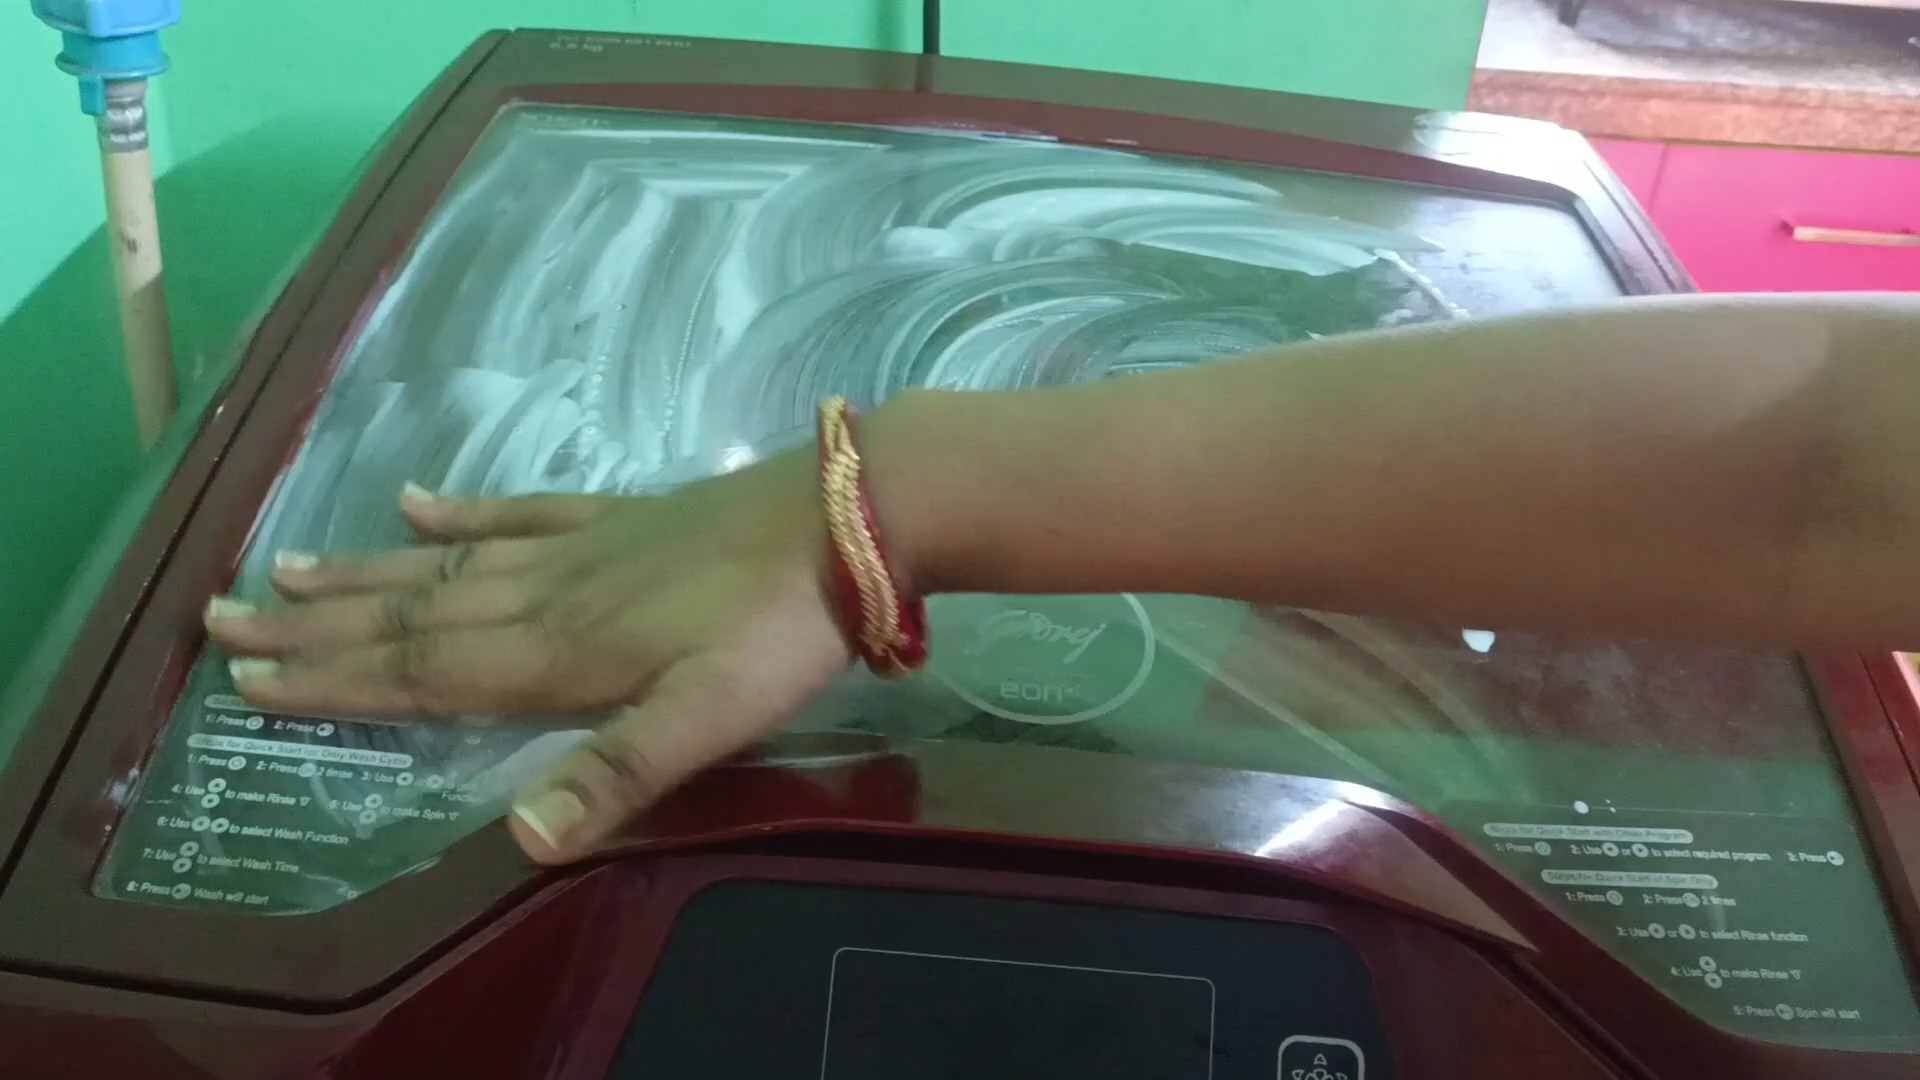 Godrej
eon
1: Press 2: Press
Steps for Quick Start for Only Wash Cycle
1: Press 2: Press 2 times 3: Use or
Function
4: Use to make Rinse '0' 5: Use to make Spin '0'
6: Use to select Wash Function
7: Use to select Wash Time
8: Press Wash will start
Steps for Quick Start with Other Program
1: Press 2: Use or to select required program 3: Press
Steps for Quick Start of Spin Only
1: Press 2: Press 2 times
3: Use or to select Rinse function
4: Use to make Rinse '0'
5: Press Spin will start